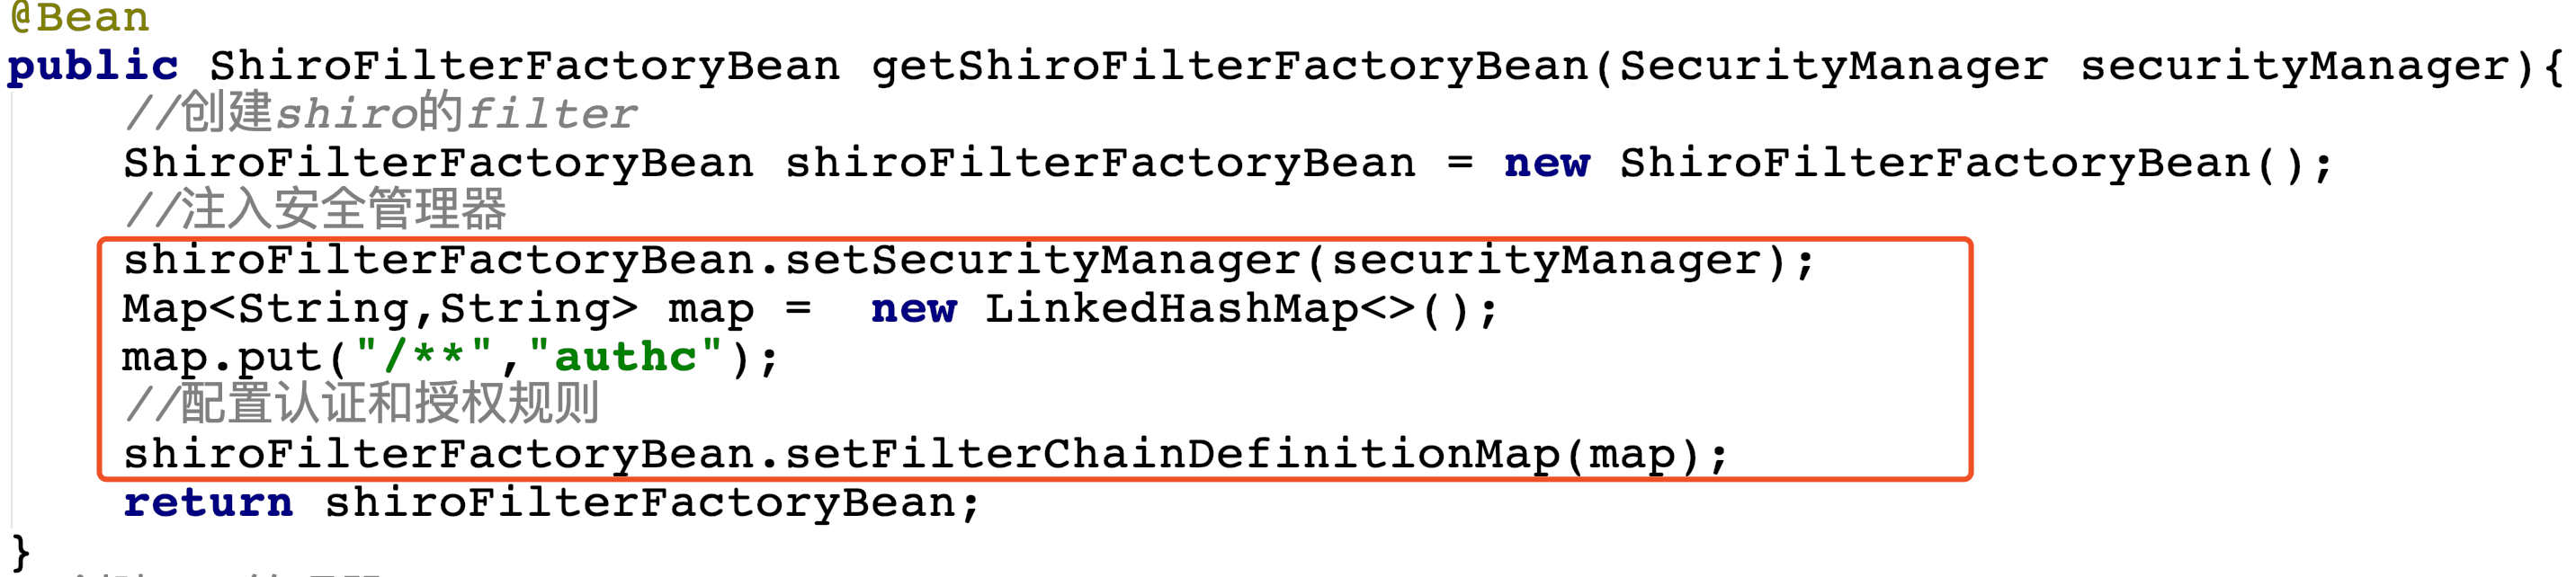 @Bean
public ShiroFilterFactoryBean getShiroFilterFactoryBean(SecurityManager securityManager){
//创建shiro的filter
ShiroFilterFactoryBean shiroFilterFactoryBean = new ShiroFilterFactoryBean();
//注入安全管理器
shiroFilterFactoryBean.setSecurityManager(securityManager);
Map<String,String> map =  new LinkedHashMap<>();
map.put("/**","authc");
//配置认证和授权规则
shiroFilterFactoryBean.setFilterChainDefinitionMap(map);
return shiroFilterFactoryBean;
}